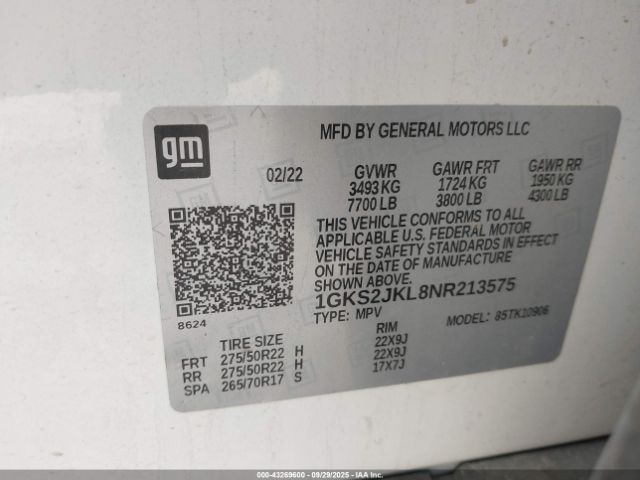 gm
MFD BY GENERAL MOTORS LLC
02/22 GVWR GAWR FRT GAWR RR
3493 KG 1724 KG 1950 KG
7700 LB 3800 LB 4300 LB
THIS VEHICLE CONFORMS TO ALL
APPLICABLE U.S. FEDERAL MOTOR
VEHICLE SAFETY STANDARDS IN EFFECT
ON THE DATE OF MANUFACTURE
SHOWN ABOVE.
1GKS2JKL8NR213575
8624
TYPE: MPV MODEL: 85TK10906
TIRE SIZE RIM
FRT 275/50R22 H 22X9J
RR 275/50R22 H 22X9J
SPA 265/70R17 S 17X7J
000-43269600 - 09/29/2025 - IAAI.COM